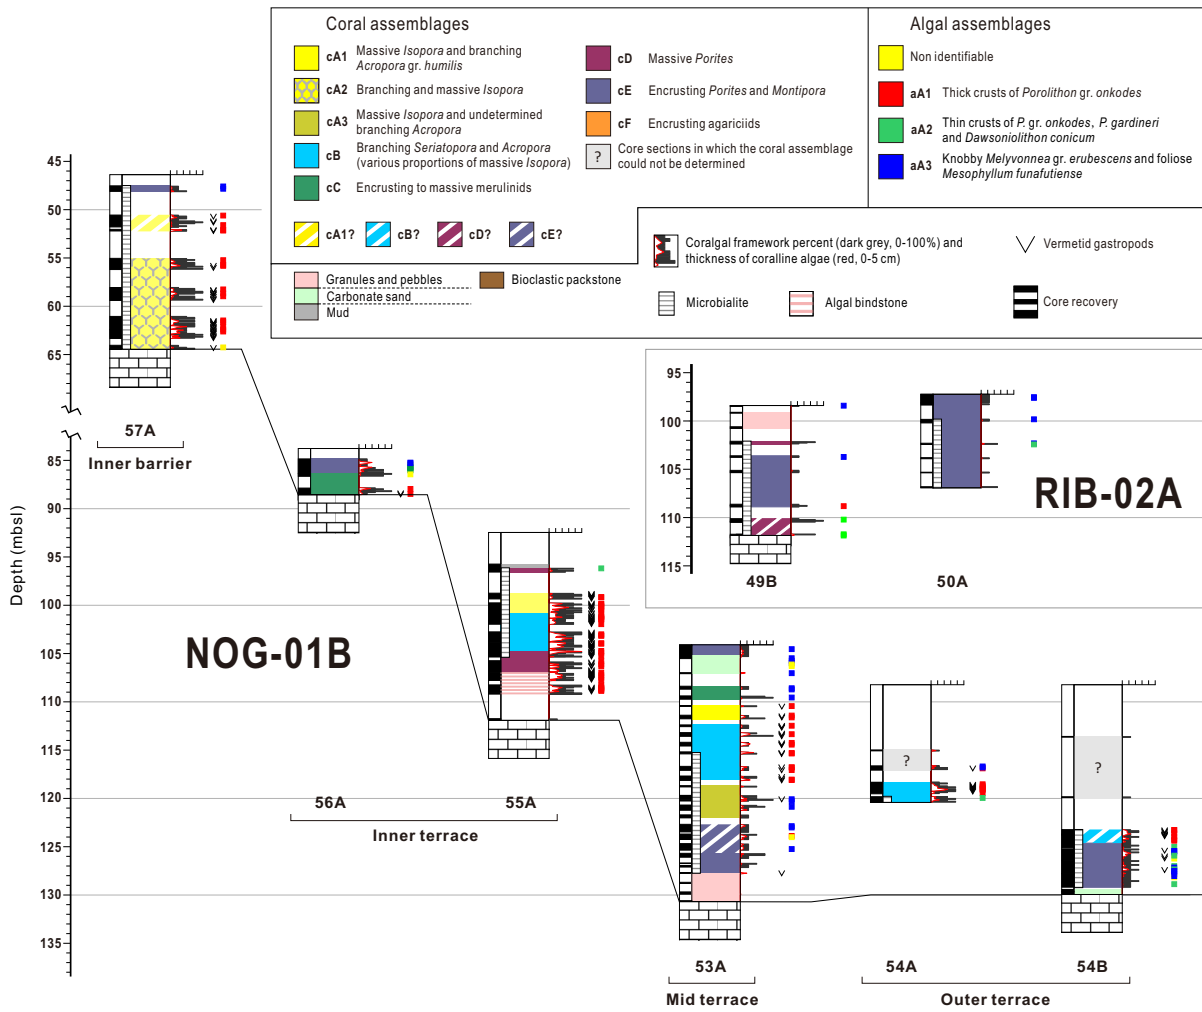 Coral assemblages
cA1 Massive Isopora and branching
Acropora gr. humilis
cA2 Branching and massive Isopora
cA3 Massive Isopora and undetermined
branching Acropora
cB Branching Seriatopora and Acropora
(various proportions of massive Isopora)
cC Encrusting to massive merulinids
cD Massive Porites
cE Encrusting Porites and Montipora
cF Encrusting agariciids
? Core sections in which the coral assemblage
could not be determined
cA1? cB? cD? cE?
Algal assemblages
Non identifiable
aA1 Thick crusts of Porolithon gr. onkodes
aA2 Thin crusts of P. gr. onkodes, P. gardineri
and Dawsoniolithon conicum
aA3 Knobby Melyvonnea gr. erubescens and foliose
Mesophyllum funafutiense
Granules and pebbles
Carbonate sand
Mud
Bioclastic packstone
Coralgal framework percent (dark grey, 0-100%) and
thickness of coralline algae (red, 0-5 cm)
Vermetid gastropods
Microbialite
Algal bindstone
Core recovery
45
50
55
60
65
85
90
95
100
105
110
115
120
125
130
135
Depth (mbsl)
57A
Inner barrier
NOG-01B
56A
55A
Inner terrace
95
100
105
110
115
49B
50A
RIB-02A
?
?
53A
Mid terrace
54A
54B
Outer terrace